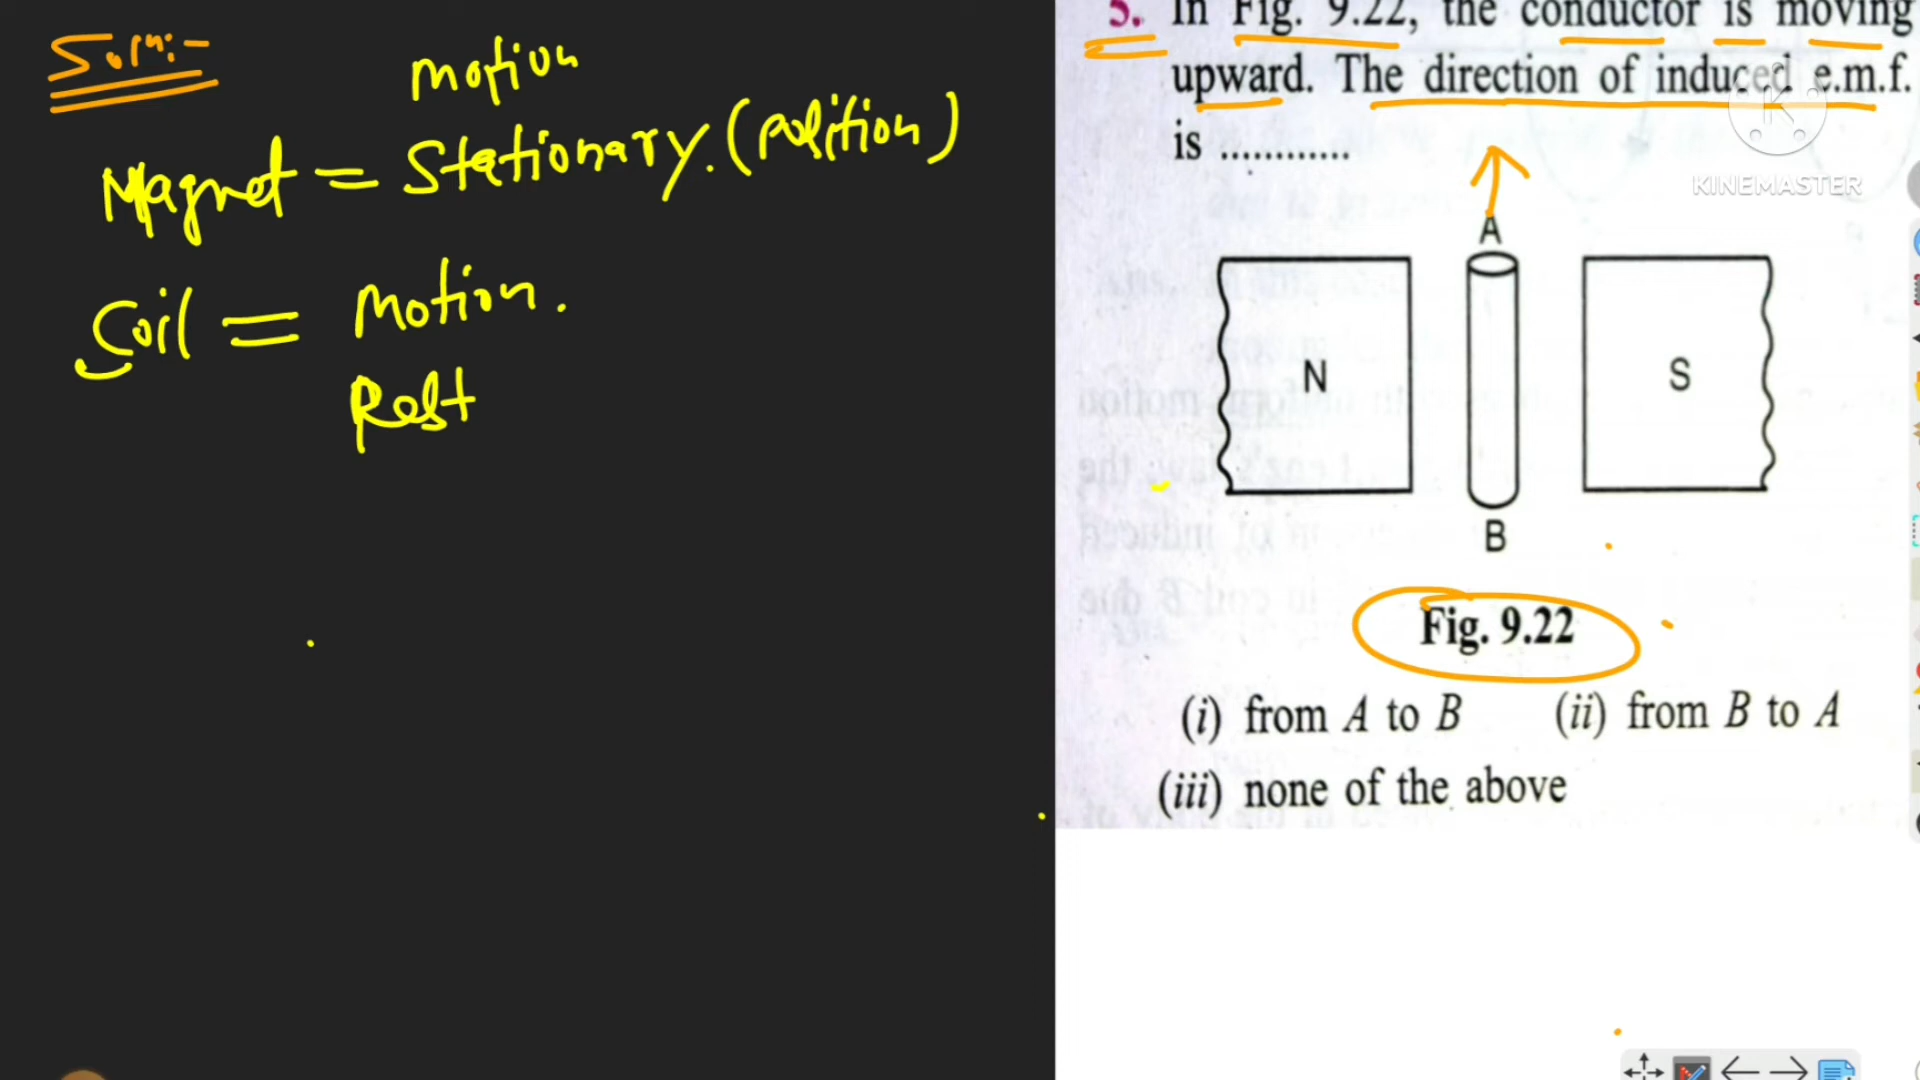 Soln:-
motion
Magnet = Stationary. (Position)
Coil = Motion.
Rest
5. In Fig. 9.22, the conductor is moving
upward. The direction of induced e.m.f.
is ............
KINEMASTER
A
N
S
B
Fig. 9.22
(i) from A to B (ii) from B to A
(iii) none of the above